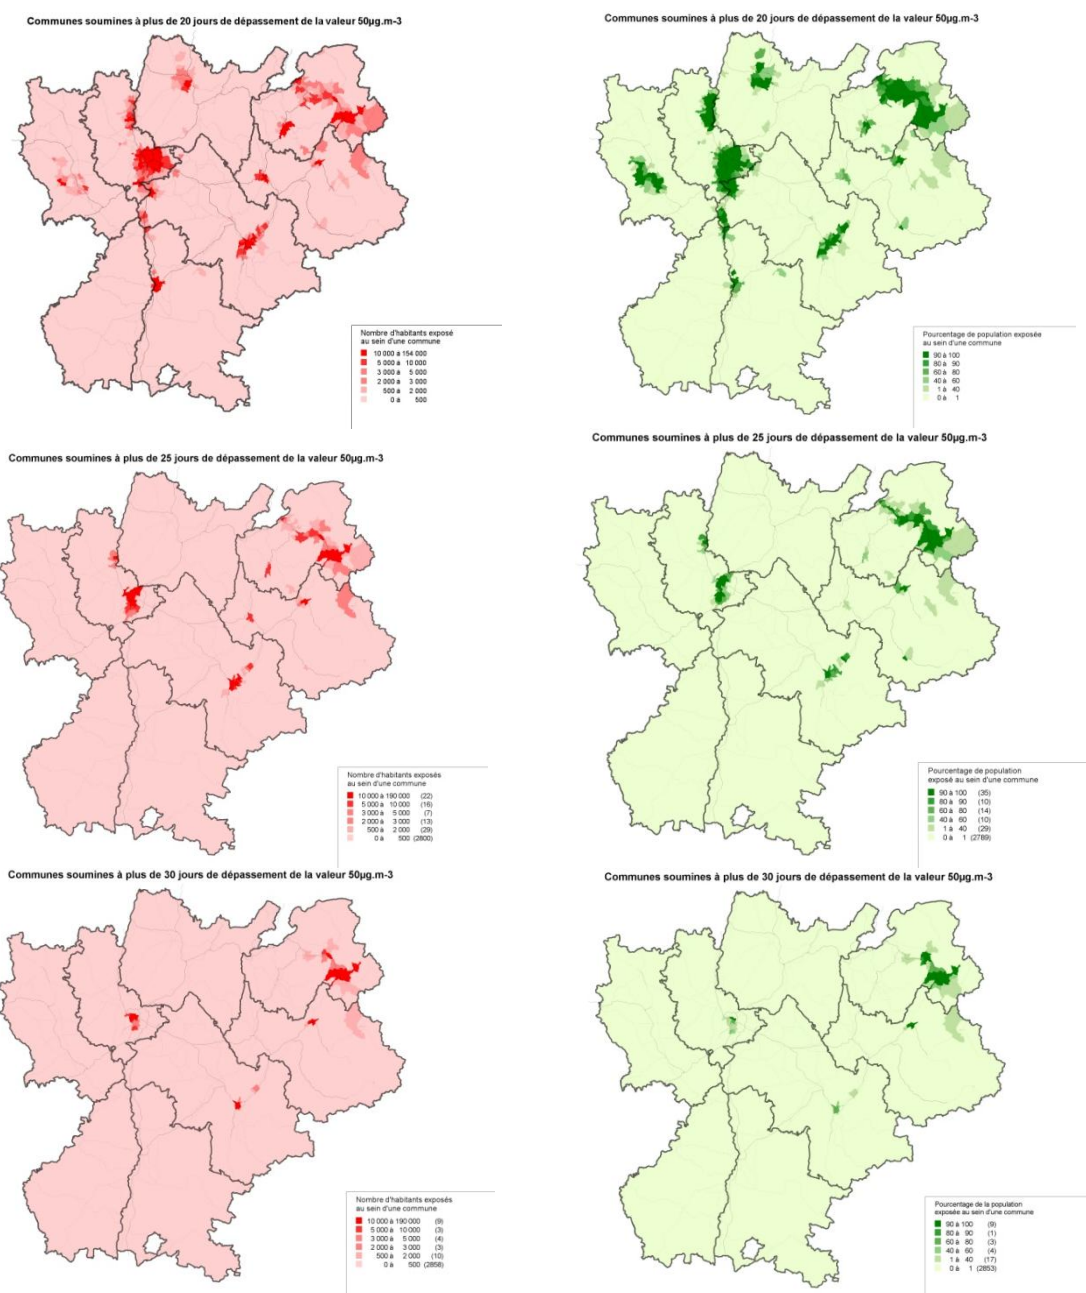 Communes soumines à plus de 20 jours de dépassement de la valeur 50µg.m-3
Nombre d'habitants exposé
au sein d'une commune
10 000 à 154 000
5 000 à 10 000
3 000 à 5 000
2 000 à 3 000
500 à 2 000
0 à 500
Communes soumines à plus de 20 jours de dépassement de la valeur 50µg.m-3
Pourcentage de population exposée
au sein d'une commune
90 à 100
80 à 90
60 à 80
40 à 60
1 à 40
0 à 1
Communes soumines à plus de 25 jours de dépassement de la valeur 50µg.m-3
Nombre d'habitants exposés
au sein d'une commune
10 000 à 190 000 (22)
5 000 à 10 000 (16)
3 000 à 5 000 (7)
2 000 à 3 000 (13)
500 à 2 000 (29)
0 à 500 (2800)
Communes soumines à plus de 25 jours de dépassement de la valeur 50µg.m-3
Pourcentage de population
exposé au sein d'une commune
90 à 100 (35)
80 à 90 (10)
60 à 80 (14)
40 à 60 (10)
1 à 40 (29)
0 à 1 (2789)
Communes soumines à plus de 30 jours de dépassement de la valeur 50µg.m-3
Nombre d'habitants exposés
au sein d'une commune
10 000 à 190 000 (9)
5 000 à 10 000 (3)
3 000 à 5 000 (4)
2 000 à 3 000 (3)
500 à 2 000 (10)
0 à 500 (2858)
Communes soumines à plus de 30 jours de dépassement de la valeur 50µg.m-3
Pourcentage de la population
exposée au sein d'une commune
90 à 100 (9)
80 à 90 (1)
60 à 80 (3)
40 à 60 (4)
1 à 40 (17)
0 à 1 (2853)